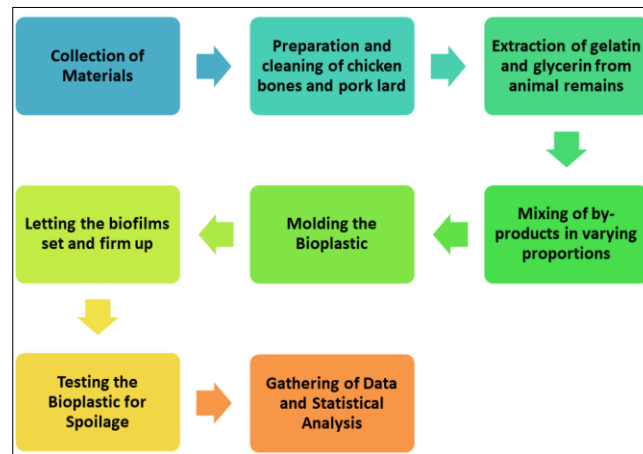 Collection of
Materials
Preparation and
cleaning of chicken
bones and pork lard
Extraction of gelatin
and glycerin from
animal remains
Mixing of by-
products in varying
proportions
Molding the
Bioplastic
Letting the biofilms
set and firm up
Testing the
Bioplastic for
Spoilage
Gathering of Data
and Statistical
Analysis